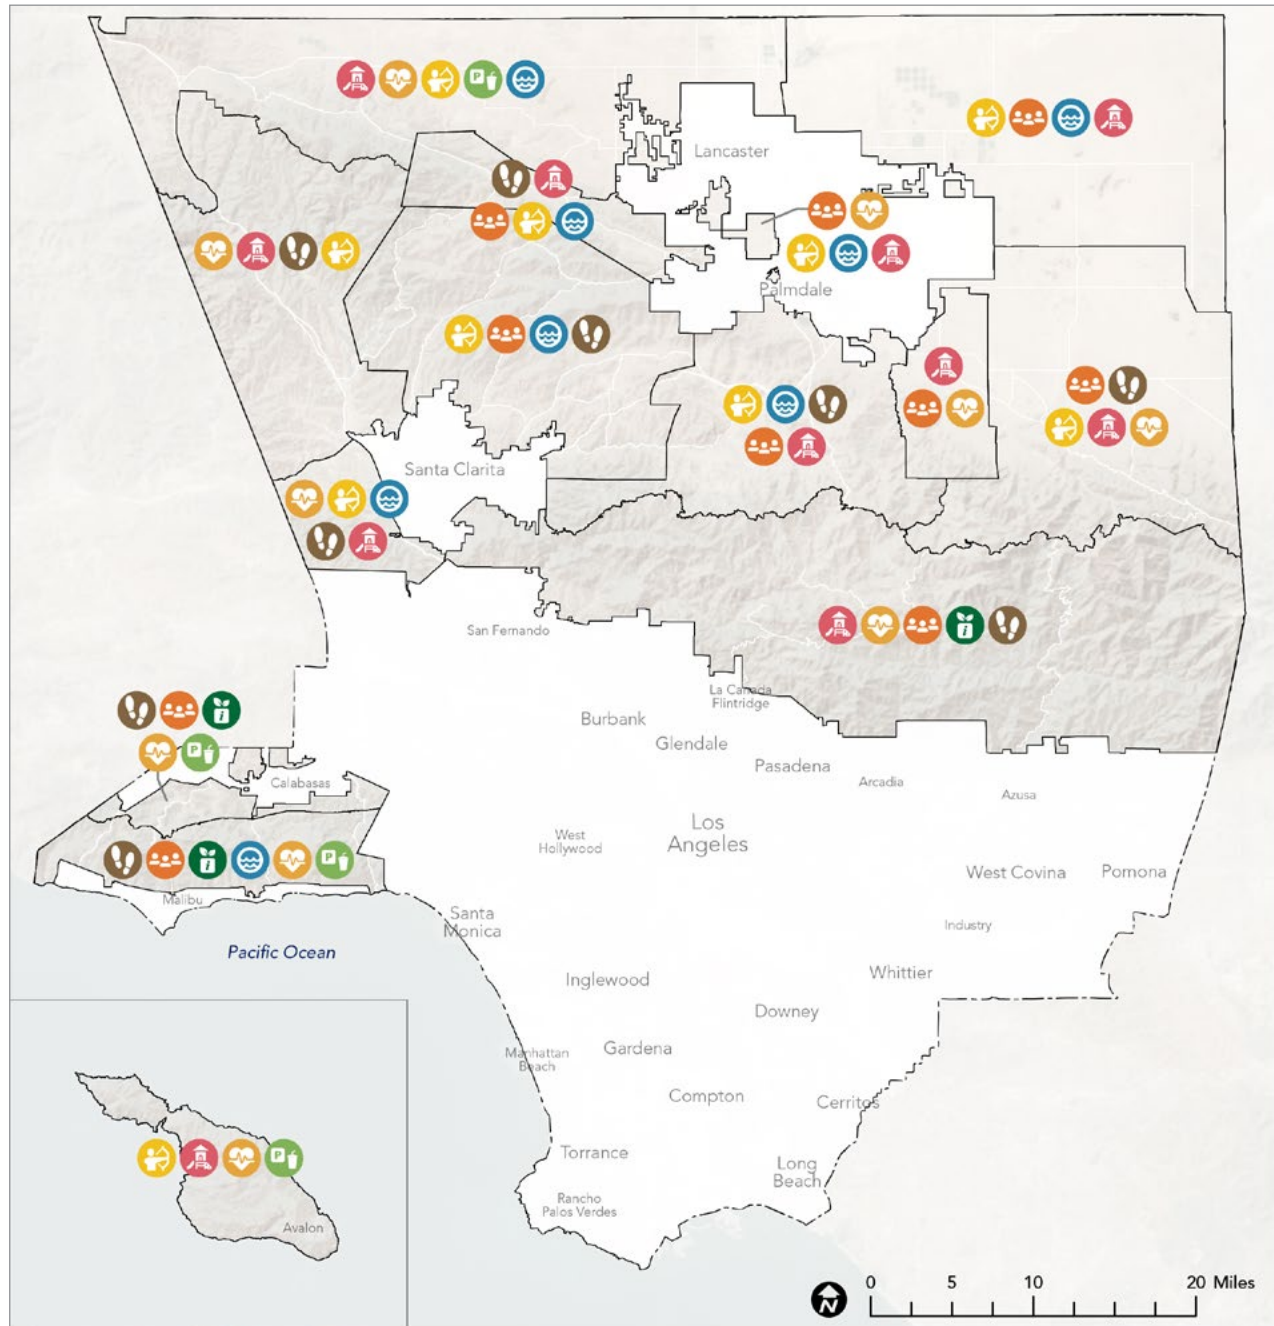 Lancaster
Palmdale
Santa Clarita
San Fernando
La Cañada
Flintridge
Burbank
Glendale
Pasadena
Arcadia
Azusa
Calabasas
West
Hollywood
Los
Angeles
West Covina
Pomona
Malibu
Santa
Monica
Industry
Pacific Ocean
Whittier
Inglewood
Downey
Manhattan
Beach
Gardena
Compton
Cerritos
Torrance
Long
Beach
Rancho
Palos Verdes
Avalon
N
0 5 10 20 Miles
P
P
P
P
i
i
i